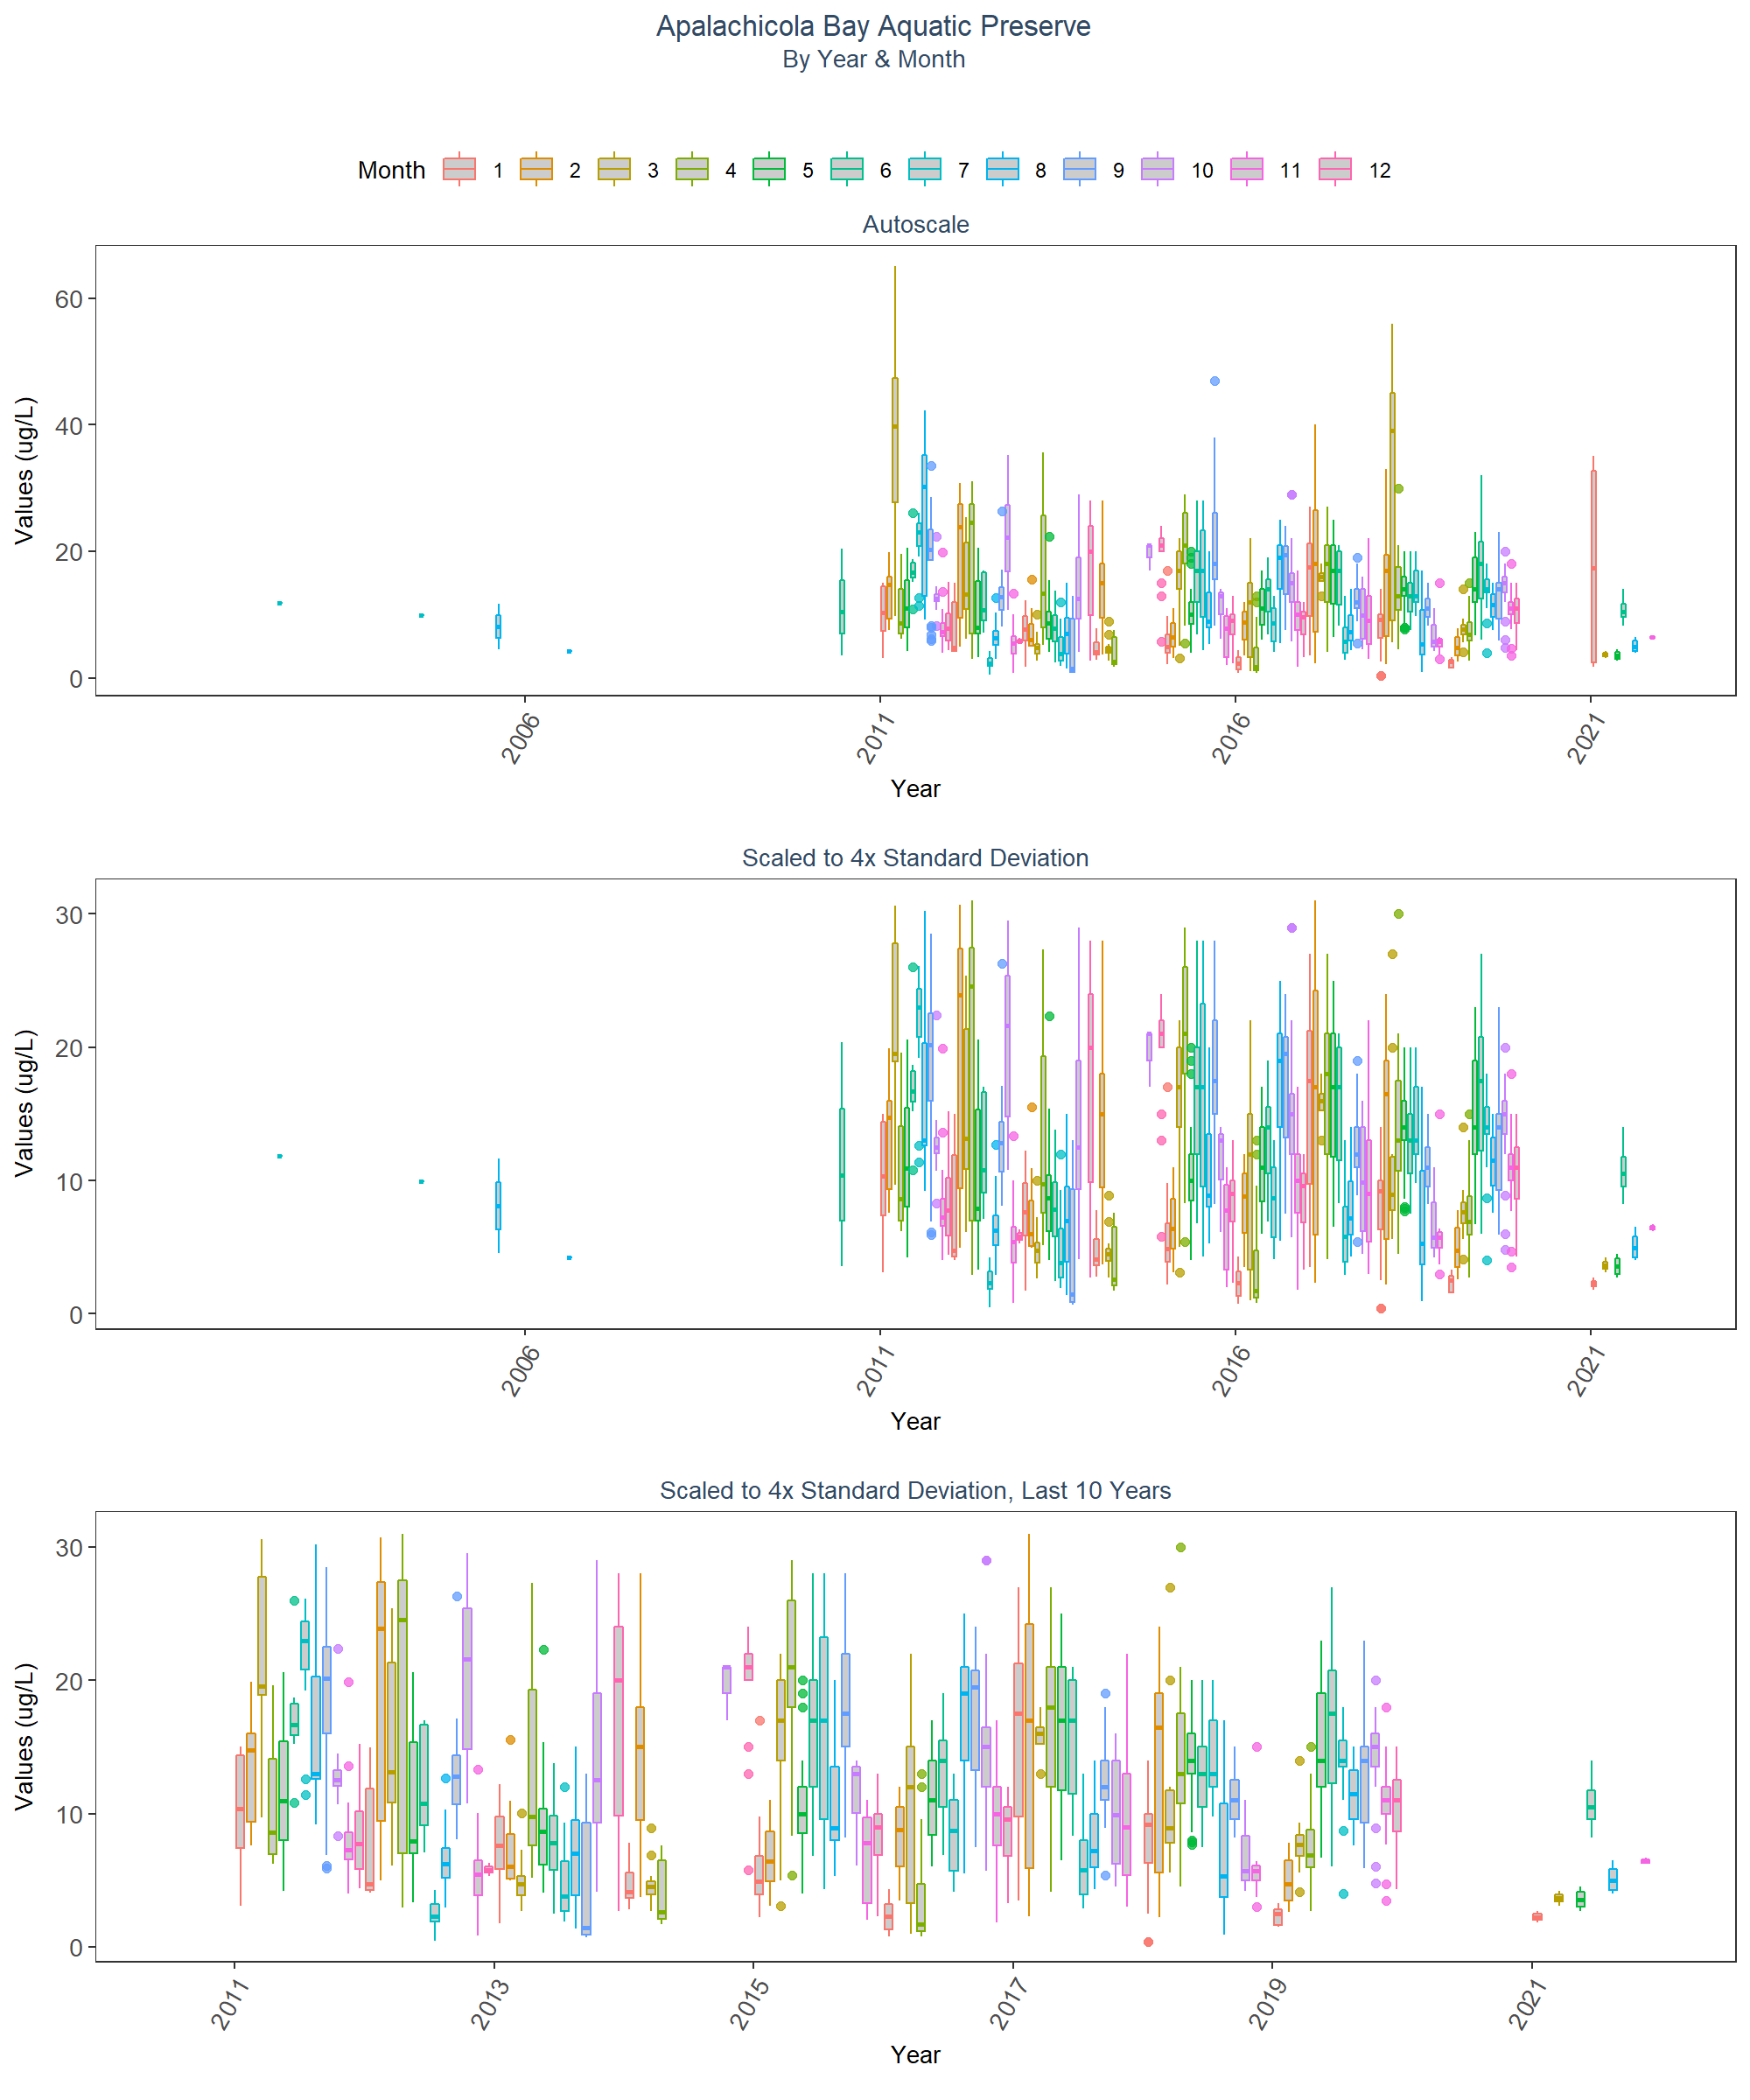 Apalachicola Bay Aquatic Preserve
By Year & Month
Month 1 2 3 4 5 6 7 8 9 10 11 12
Autoscale
Values (ug/L)
60
40
20
0
2006 2011 2016 2021
Year
Scaled to 4x Standard Deviation
Values (ug/L)
30
20
10
0
2006 2011 2016 2021
Year
Scaled to 4x Standard Deviation, Last 10 Years
Values (ug/L)
30
20
10
0
2011 2013 2015 2017 2019 2021
Year